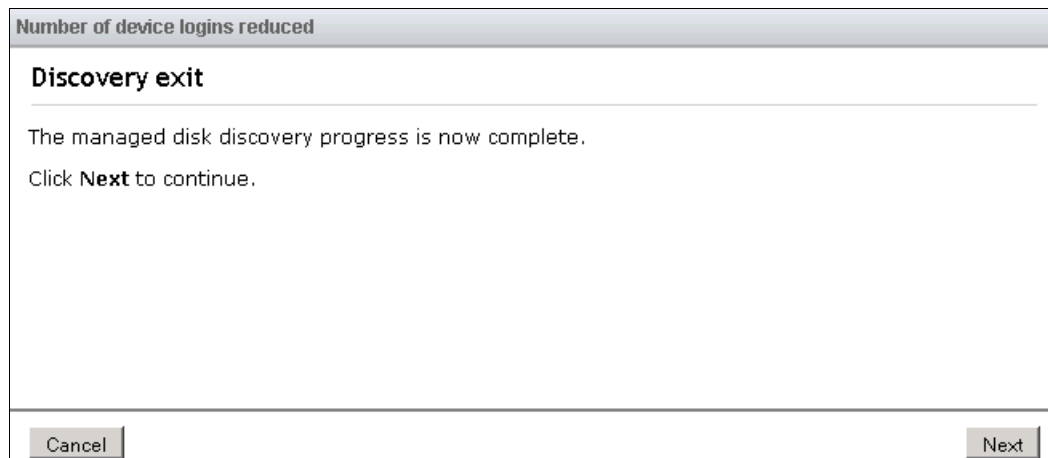 Number of device logins reduced
Discovery exit
The managed disk discovery progress is now complete.
Click Next to continue.
Cancel
Next